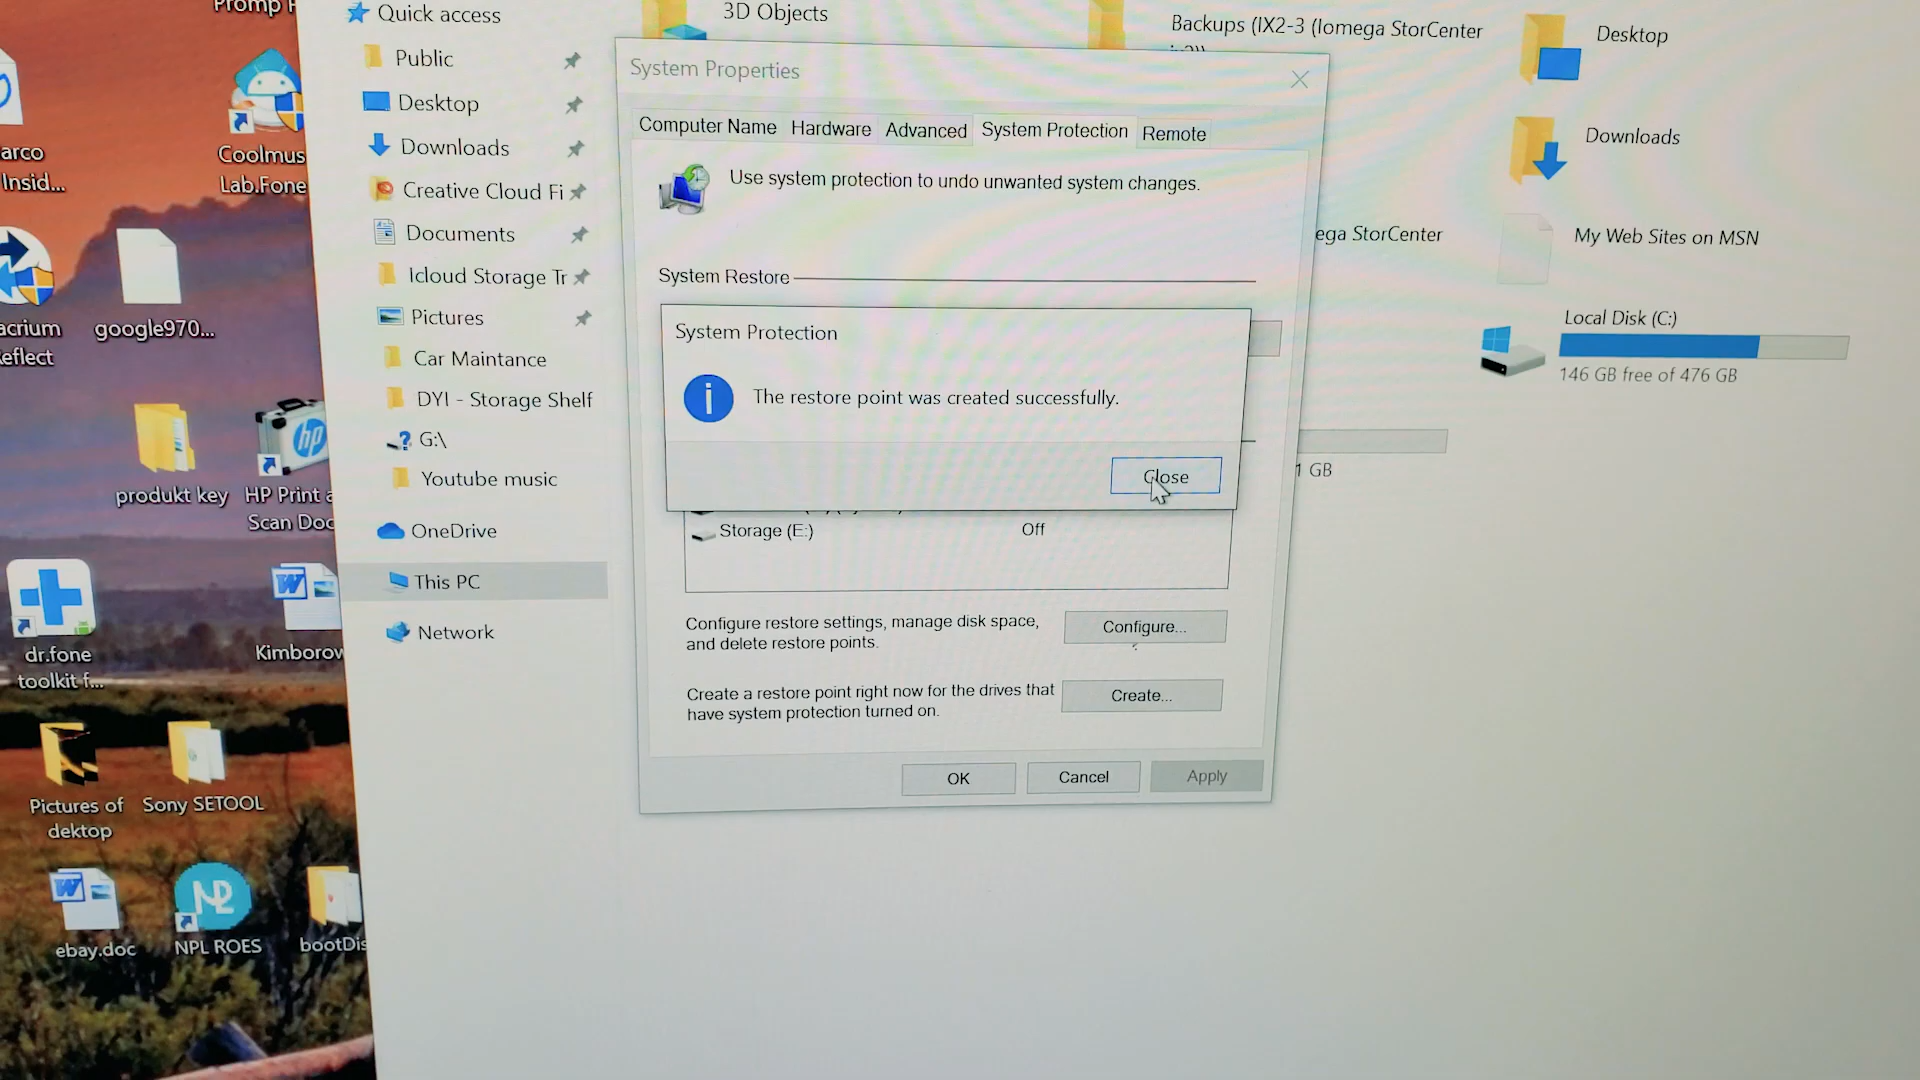 Quick access
Public
Desktop
Downloads
Creative Cloud Fi
Documents
Icloud Storage Tr
Pictures
Car Maintance
DYI - Storage Shelf
G:\
Youtube music
OneDrive
This PC
Network
3D Objects
Backups (IX2-3 (Iomega StorCenter
Desktop
Downloads
ega StorCenter
My Web Sites on MSN
Local Disk (C:)
146 GB free of 476 GB
1 GB
System Properties
Computer Name
Hardware
Advanced
System Protection
Remote
Use system protection to undo unwanted system changes.
System Restore
System Protection
The restore point was created successfully.
Close
Storage (E:)
Off
Configure restore settings, manage disk space,
and delete restore points.
Configure...
Create a restore point right now for the drives that
have system protection turned on.
Create...
OK
Cancel
Apply
arco
Insid...
Coolmus
Lab.Fone
acrium
eflect
google970...
produkt key
HP Print a
Scan Doc
hp
dr.fone
toolkit f...
Kimborow
Pictures of
dektop
Sony SETOOL
ebay.doc
NPL ROES
bootDis